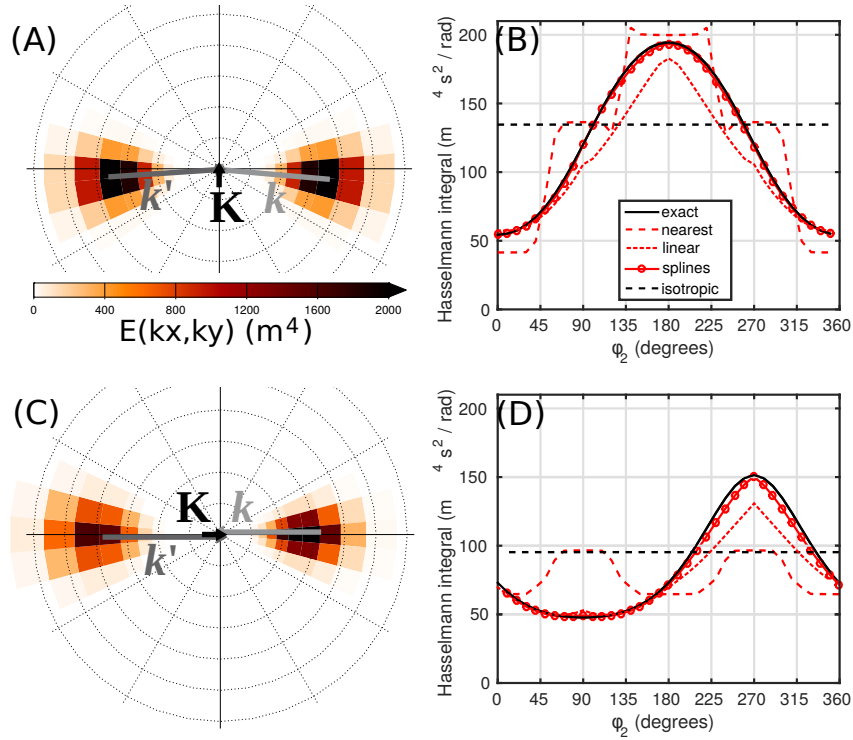 (A)
k'
K
k
0 400 800 1200 1600 2000
E(kx,ky) (m⁴)
(B)
Hasselmann integral (m⁴ s² / rad)
200
150
100
50
0
exact
nearest
linear
splines
isotropic
0 45 90 135 180 225 270 315 360
φ₂ (degrees)
(C)
K
k
k'
(D)
Hasselmann integral (m⁴ s² / rad)
200
150
100
50
0
0 45 90 135 180 225 270 315 360
φ₂ (degrees)